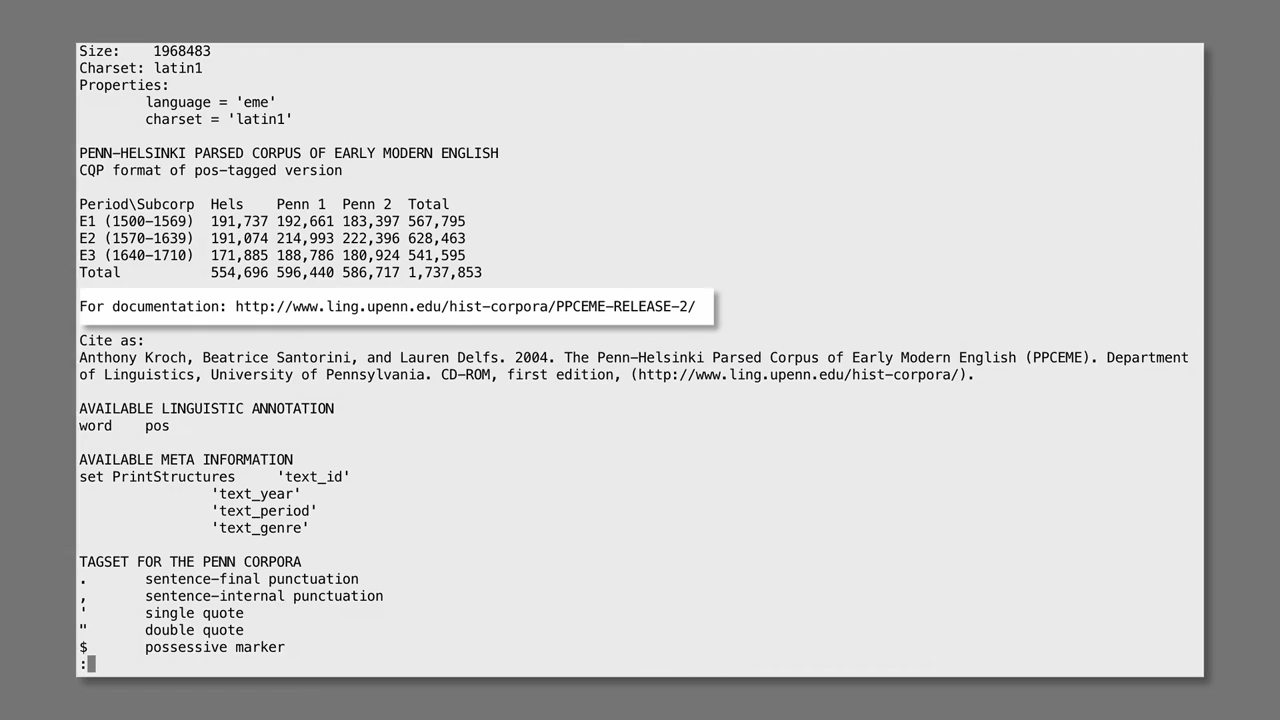 Size:    1968483
Charset: latin1
Properties:
        language = 'eme'
        charset = 'latin1'
PENN-HELSINKI PARSED CORPUS OF EARLY MODERN ENGLISH
CQP format of pos-tagged version
Period\Subcorp  Hels    Penn 1  Penn 2  Total
E1 (1500-1569)  191,737 192,661 183,397 567,795
E2 (1570-1639)  191,074 214,993 222,396 628,463
E3 (1640-1710)  171,885 188,786 180,924 541,595
Total           554,696 596,440 586,717 1,737,853
For documentation: http://www.ling.upenn.edu/hist-corpora/PPCEME-RELEASE-2/
Cite as:
Anthony Kroch, Beatrice Santorini, and Lauren Delfs. 2004. The Penn-Helsinki Parsed Corpus of Early Modern English (PPCEME). Department
of Linguistics, University of Pennsylvania. CD-ROM, first edition, (http://www.ling.upenn.edu/hist-corpora/).
AVAILABLE LINGUISTIC ANNOTATION
word    pos
AVAILABLE META INFORMATION
set PrintStructures     'text_id'
                'text_year'
                'text_period'
                'text_genre'
TAGSET FOR THE PENN CORPORA
.       sentence-final punctuation
,       sentence-internal punctuation
'       single quote
"       double quote
$       possessive marker
: